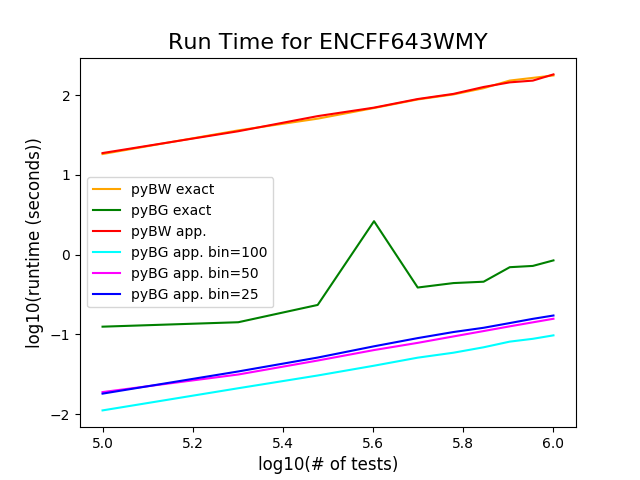 Run Time for ENCFF643WMY
log10(runtime (seconds))
2
1
0
−1
−2
pyBW exact
pyBG exact
pyBW app.
pyBG app. bin=100
pyBG app. bin=50
pyBG app. bin=25
5.0 5.2 5.4 5.6 5.8 6.0
log10(# of tests)